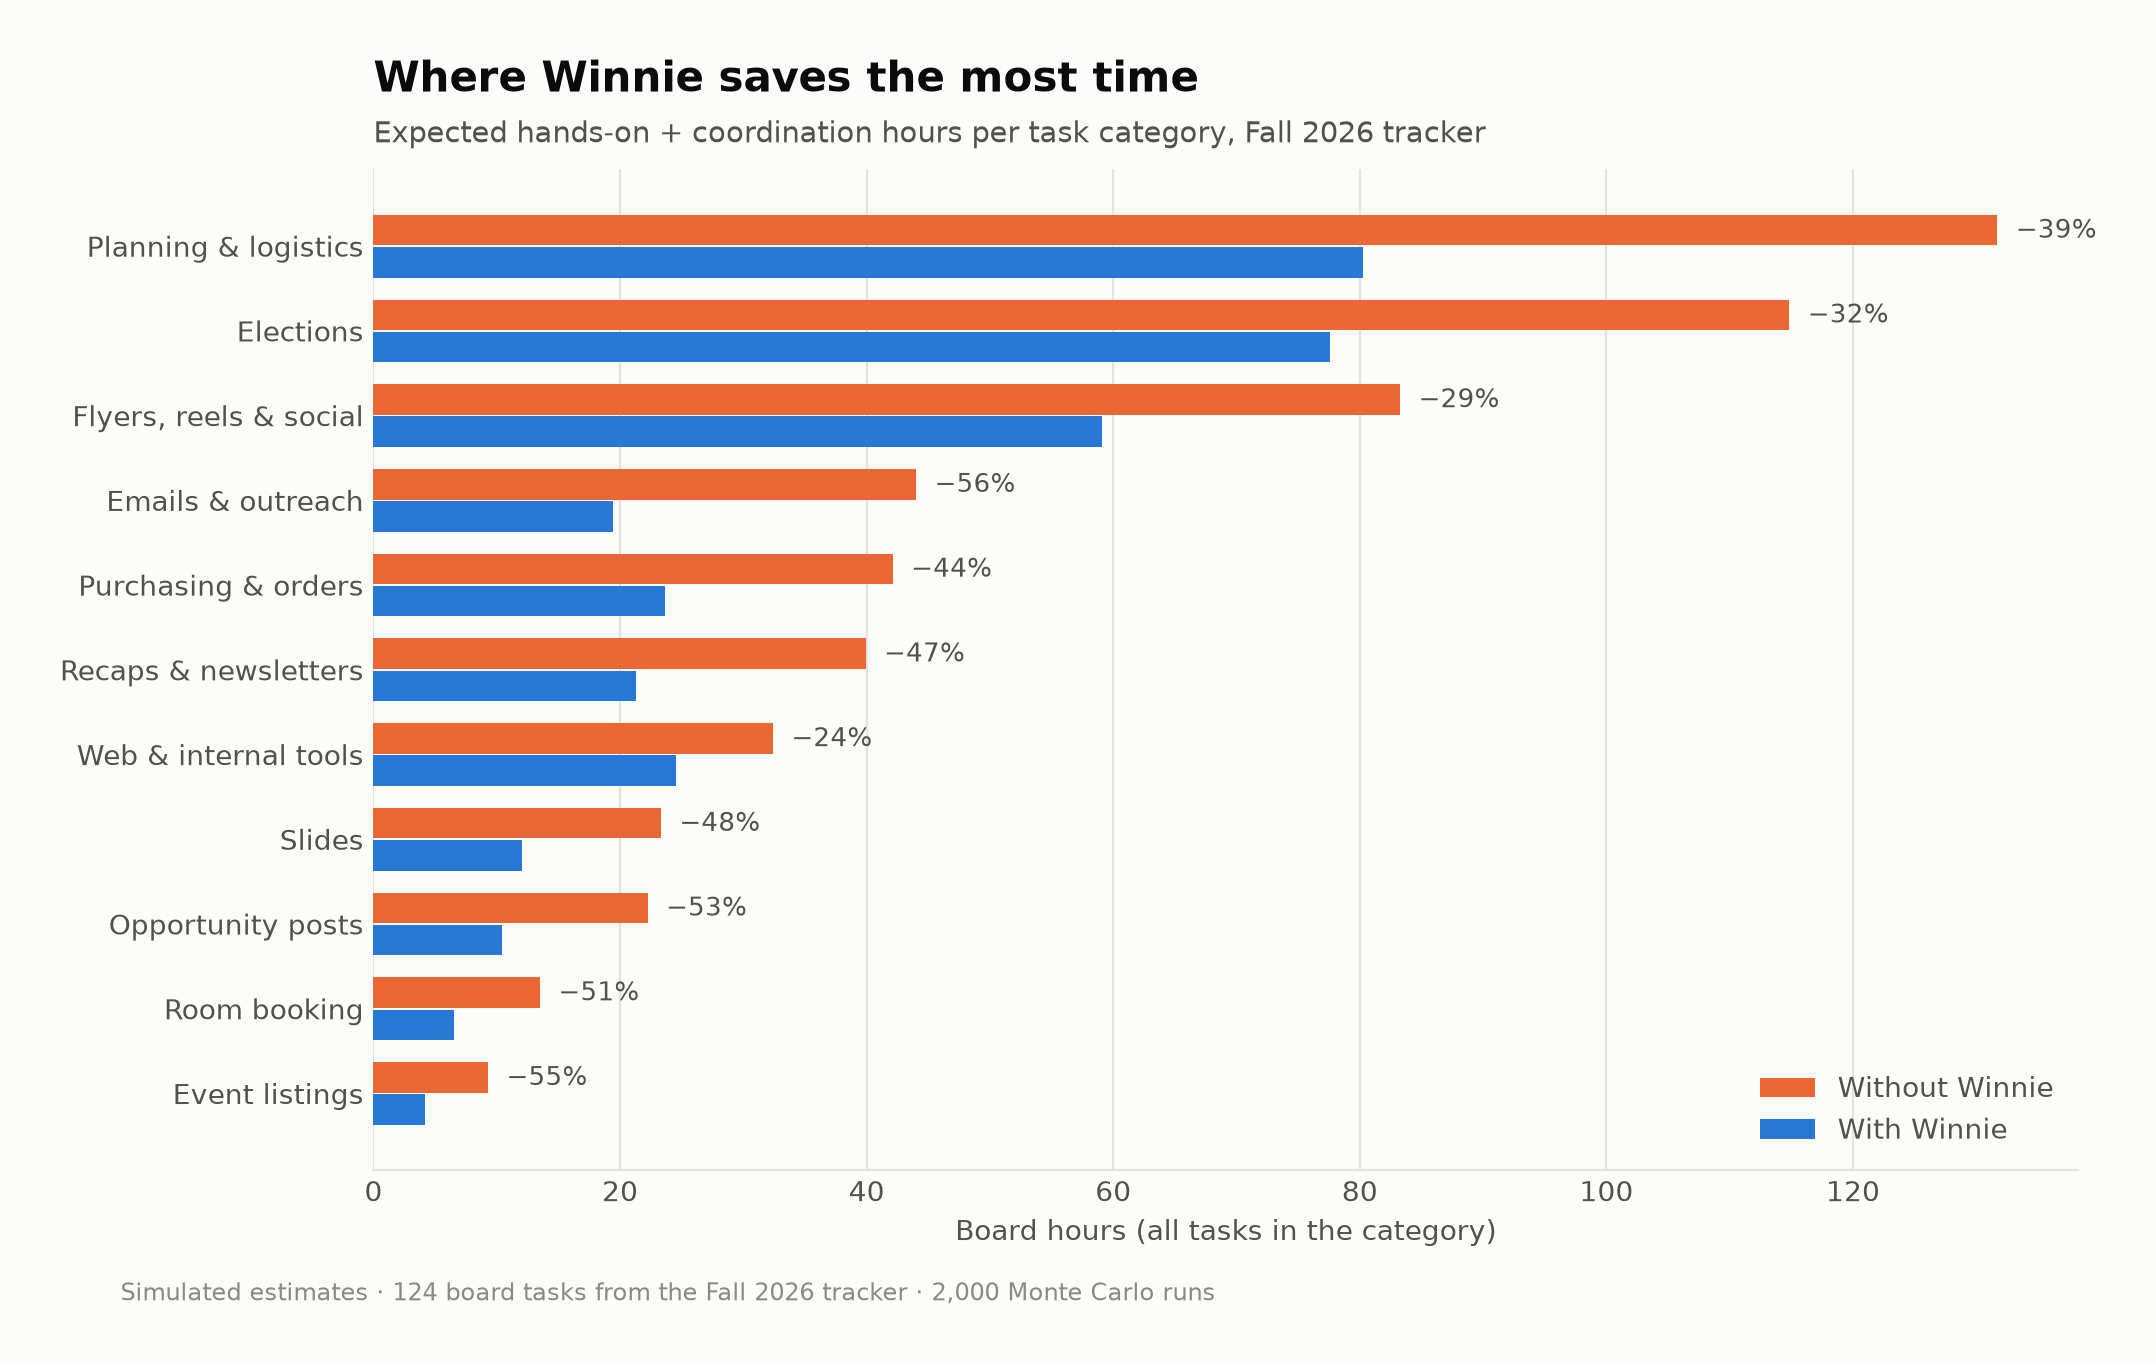 Where Winnie saves the most time
Expected hands-on + coordination hours per task category, Fall 2026 tracker
Planning & logistics
−39%
Elections
−32%
Flyers, reels & social
−29%
Emails & outreach
−56%
Purchasing & orders
−44%
Recaps & newsletters
−47%
Web & internal tools
−24%
Slides
−48%
Opportunity posts
−53%
Room booking
−51%
Event listings
−55%
Without Winnie
With Winnie
0 20 40 60 80 100 120
Board hours (all tasks in the category)
Simulated estimates · 124 board tasks from the Fall 2026 tracker · 2,000 Monte Carlo runs